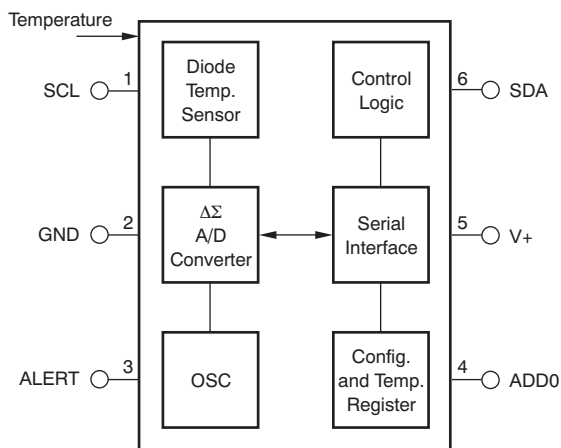 Temperature
SCL
1
Diode
Temp.
Sensor
Control
Logic
6
SDA
GND
2
ΔΣ
A/D
Converter
Serial
Interface
5
V+
ALERT
3
OSC
Config.
and Temp.
Register
4
ADD0